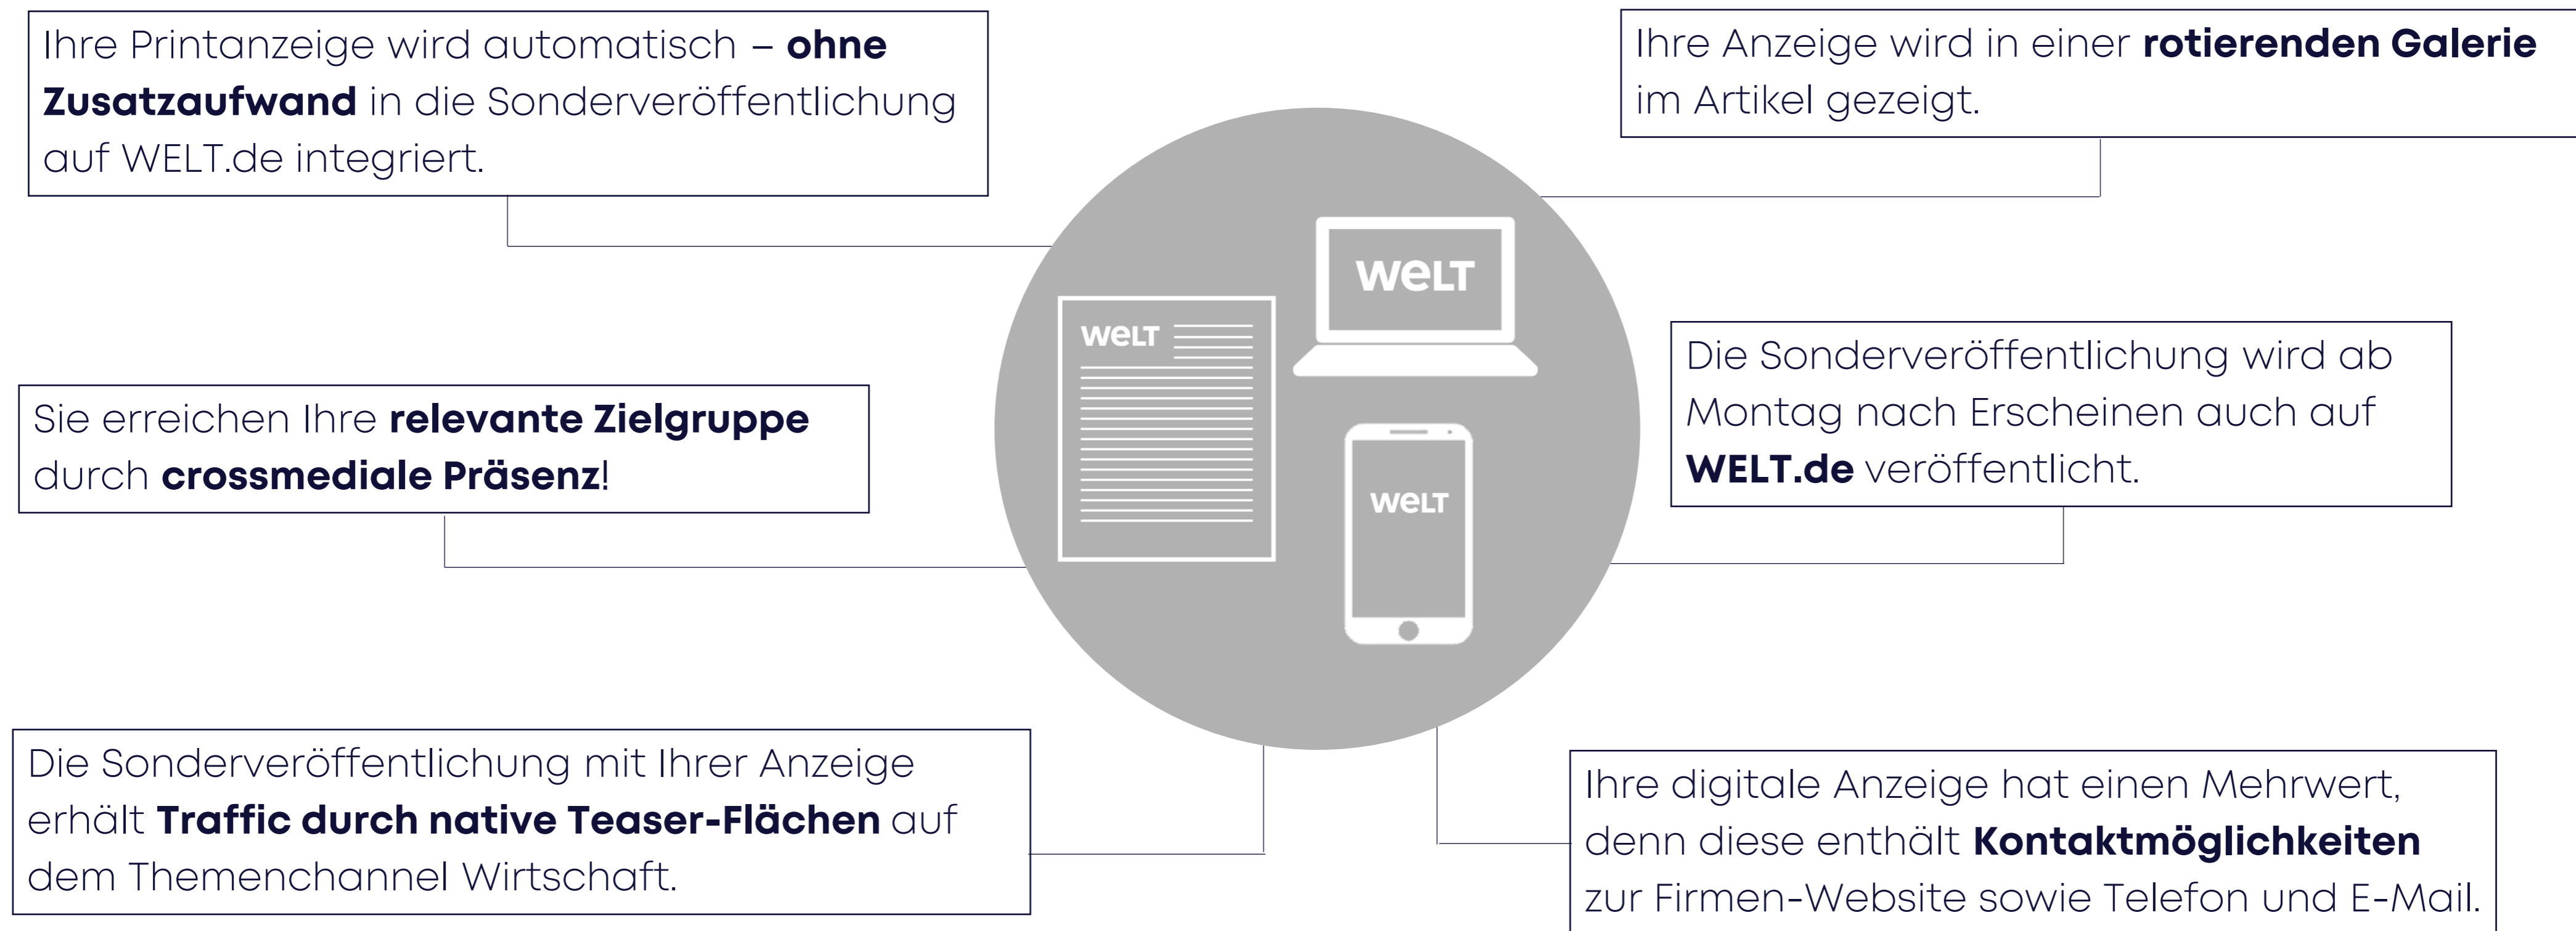 Ihre Printanzeige wird automatisch – ohne
Zusatzaufwand in die Sonderveröffentlichung
auf WELT.de integriert.
Ihre Anzeige wird in einer rotierenden Galerie
im Artikel gezeigt.
WELT
WELT
WELT
Sie erreichen Ihre relevante Zielgruppe
durch crossmediale Präsenz!
Die Sonderveröffentlichung wird ab
Montag nach Erscheinen auch auf
WELT.de veröffentlicht.
Die Sonderveröffentlichung mit Ihrer Anzeige
erhält Traffic durch native Teaser-Flächen auf
dem Themenchannel Wirtschaft.
Ihre digitale Anzeige hat einen Mehrwert,
denn diese enthält Kontaktmöglichkeiten
zur Firmen-Website sowie Telefon und E-Mail.